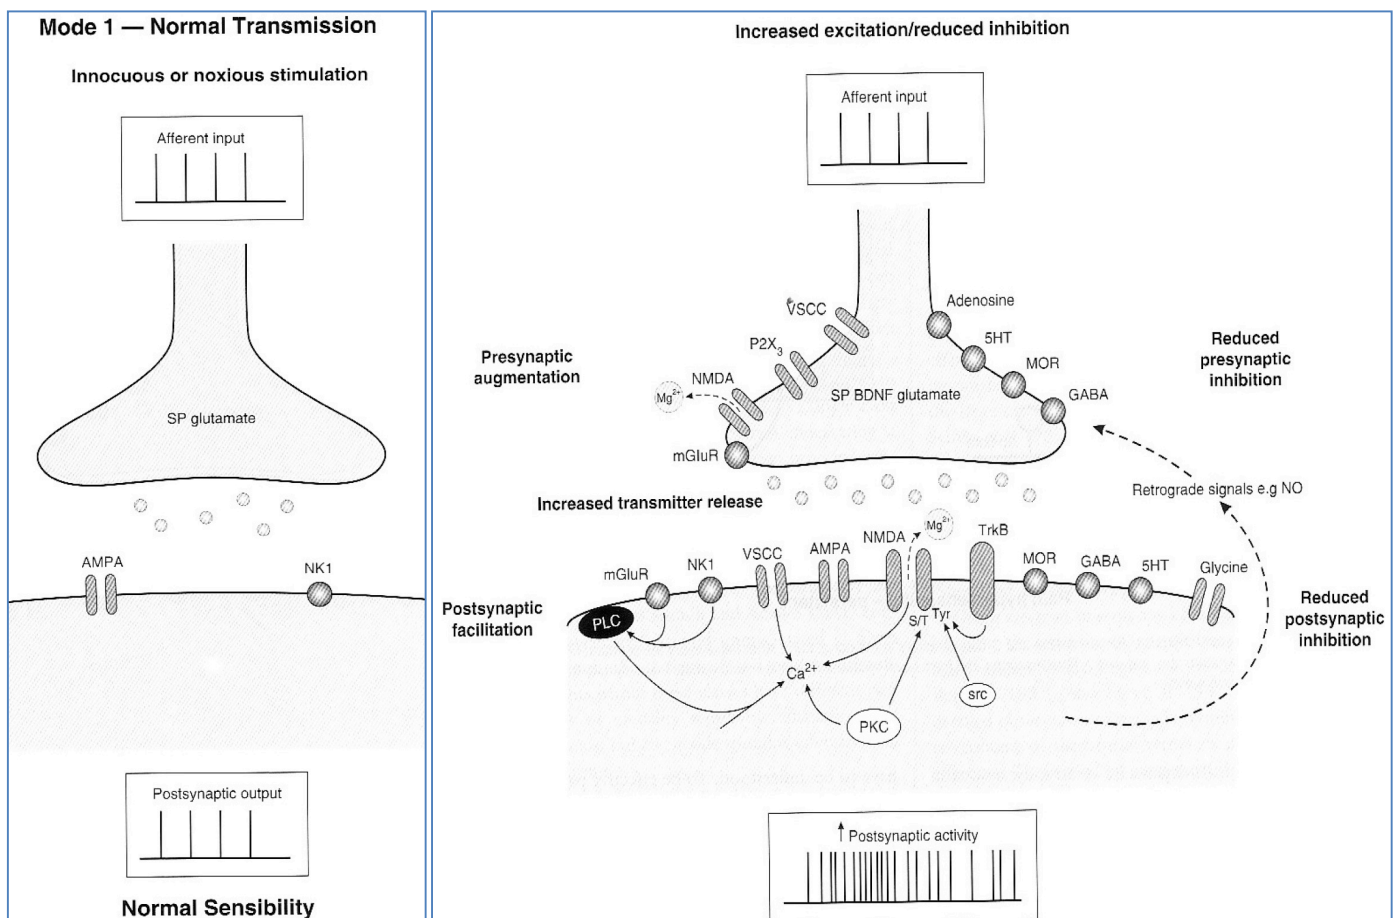 Mode 1 — Normal Transmission
Innocuous or noxious stimulation
Afferent input
SP glutamate
AMPA
NK1
Postsynaptic output
Normal Sensibility
Increased excitation/reduced inhibition
Afferent input
VSCC
P2X3
NMDA
Mg2+
mGluR
Presynaptic
augmentation
Adenosine
5HT
MOR
GABA
SP BDNF glutamate
Reduced
presynaptic
inhibition
Increased transmitter release
Retrograde signals e.g NO
Postsynaptic
facilitation
mGluR
NK1
VSCC
AMPA
NMDA
Mg2+
TrkB
MOR
GABA
5HT
Glycine
PLC
S/T
Tyr
Ca2+
PKC
src
Reduced
postsynaptic
inhibition
↑ Postsynaptic activity